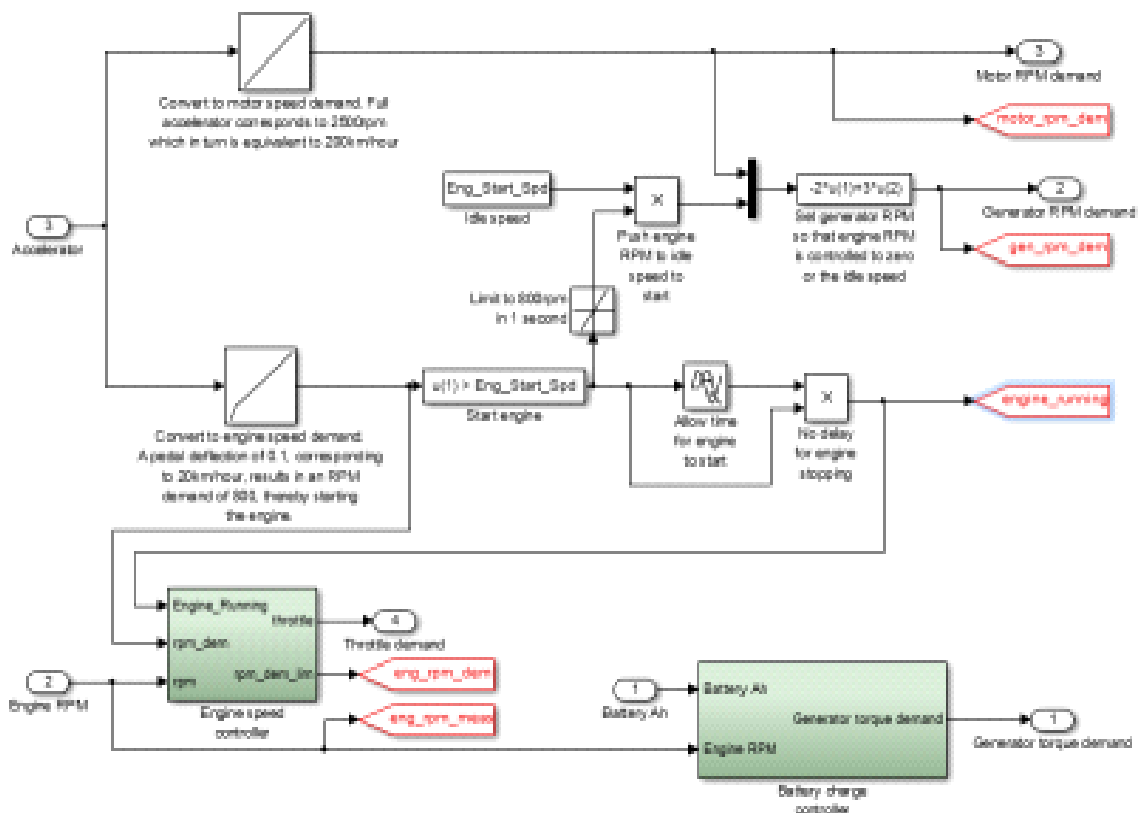 3
Motor RPM demand
Convert to motor speed demand. Full
accelerator corresponds to 2500rpm
which in turn is equivalent to 200km/hour
motor_rpm_dem
Eng_Start_Spd
Idle speed
X
Push engine
RPM to idle
speed to
start
-2*u(1)+3*u(2)
Set generator RPM
so that engine RPM
is controlled to zero
or the idle speed
2
Generator RPM demand
gen_rpm_dem
3
Accelerator
Limit to 800rpm
in 1 second
Convert to engine speed demand.
A pedal deflection of 0.1, corresponding
to 20km/hour, results in an RPM
demand of 800, thereby starting
the engine.
u(1) > Eng_Start_Spd
Start engine
Allow time
for engine
to start
X
No delay
for engine
stopping
engine_running
Engine_Running
throttle
rpm_dem
rpm_dem_lim
rpm
Engine speed
controller
4
Throttle demand
eng_rpm_dem
eng_rpm_meas
2
Engine RPM
1
Battery Ah
Battery Ah
Generator torque demand
Engine RPM
Battery charge
controller
1
Generator torque demand